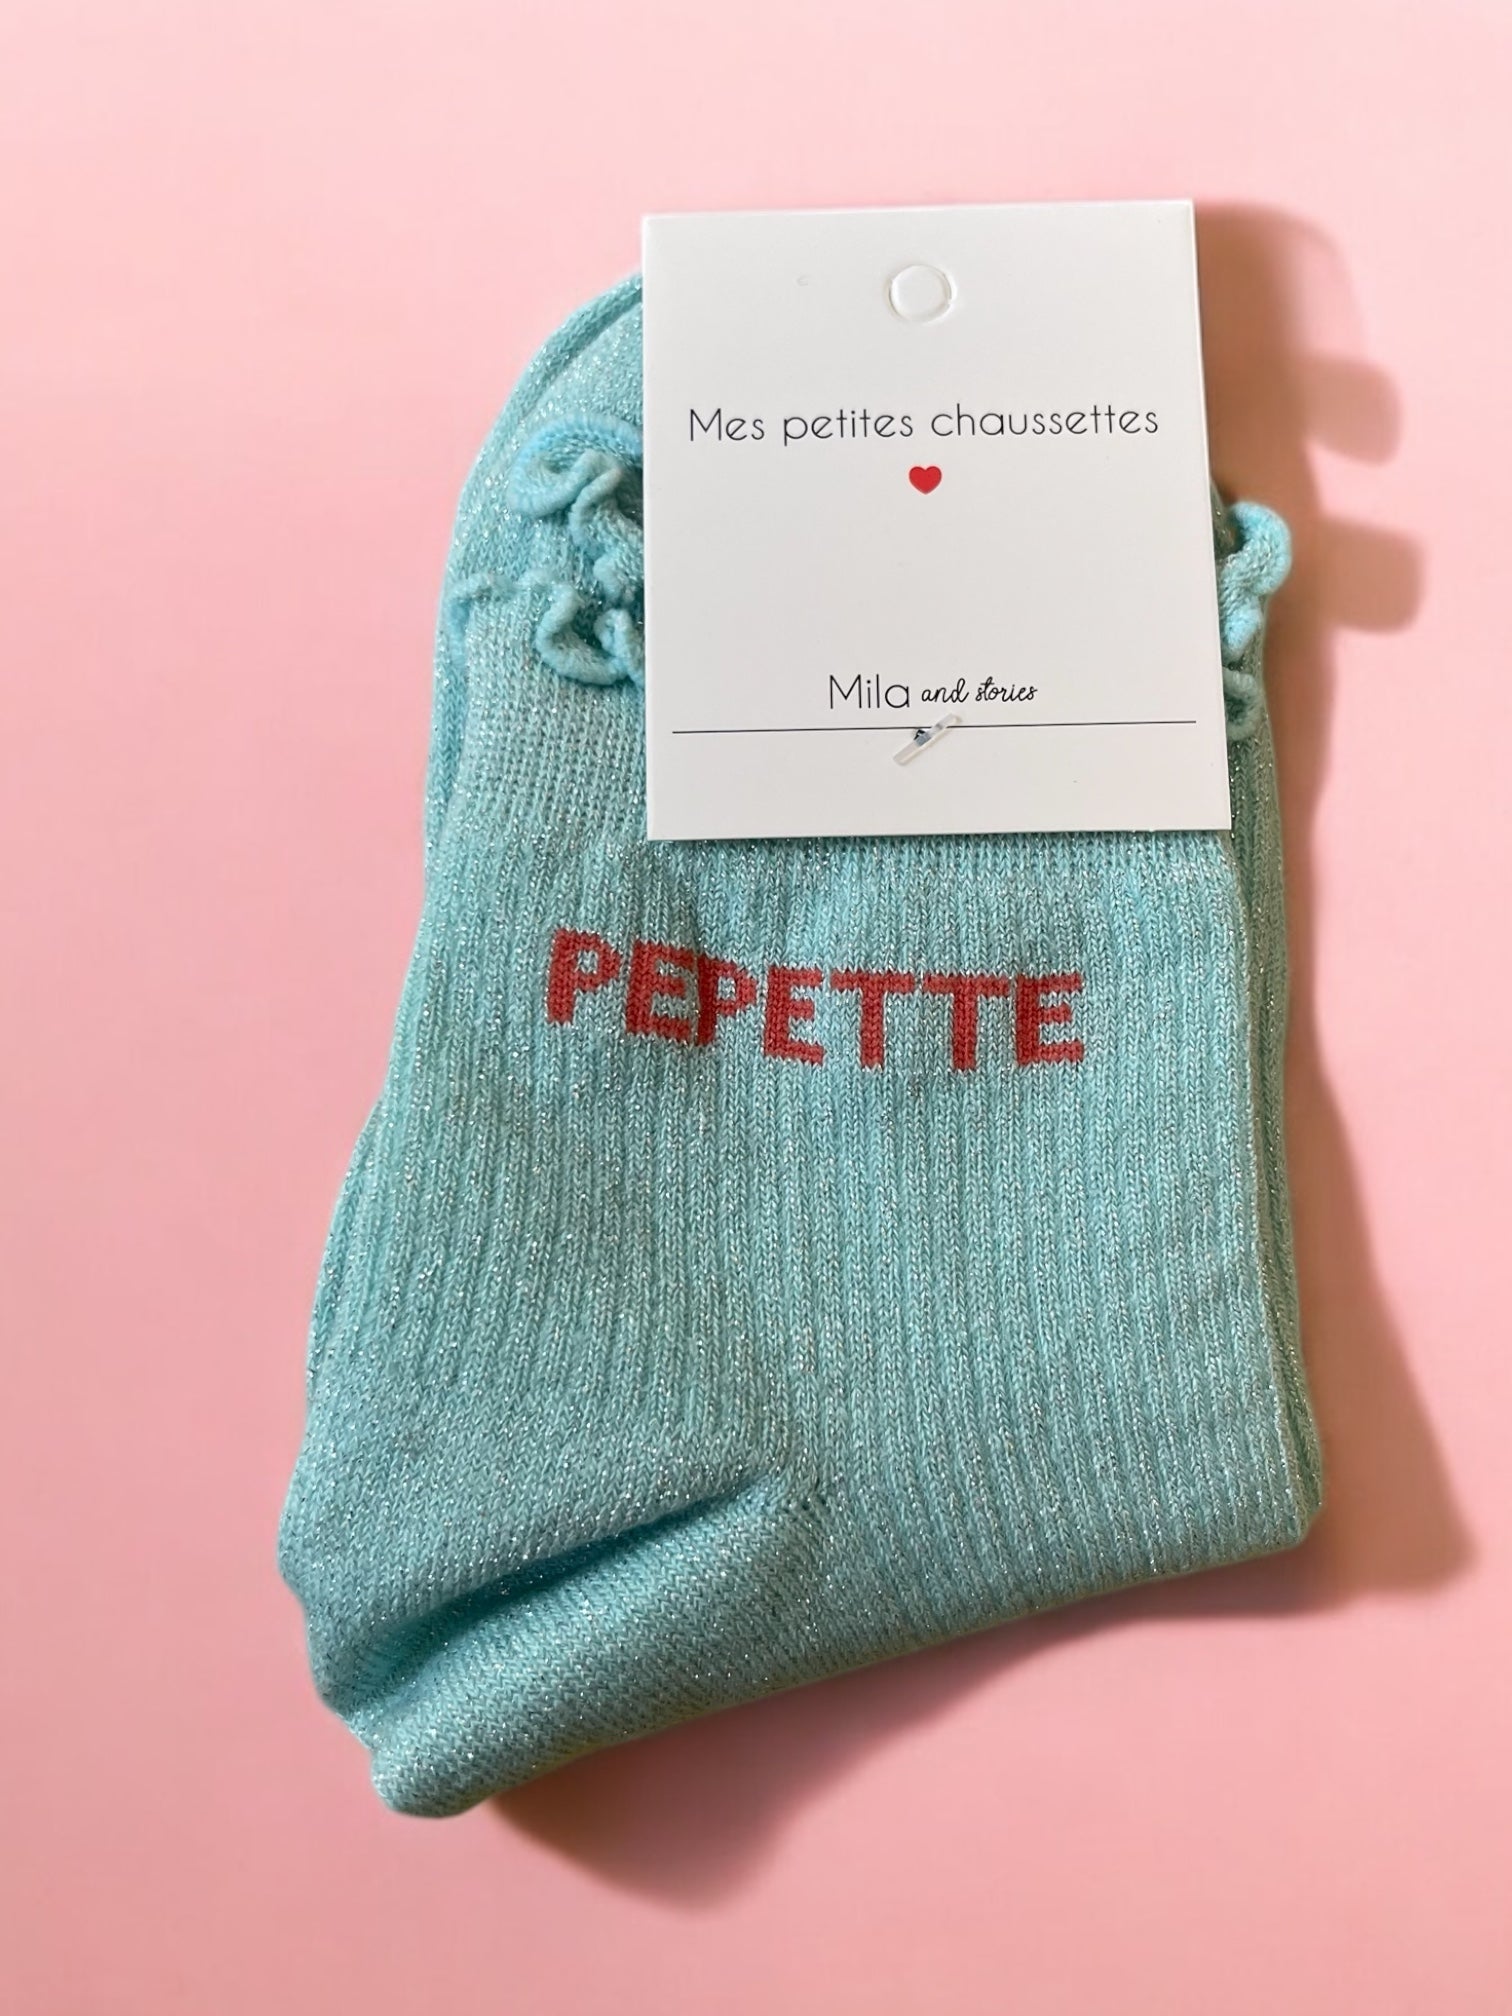 Mes petites chaussettes
Mila and stories
PEPETTE